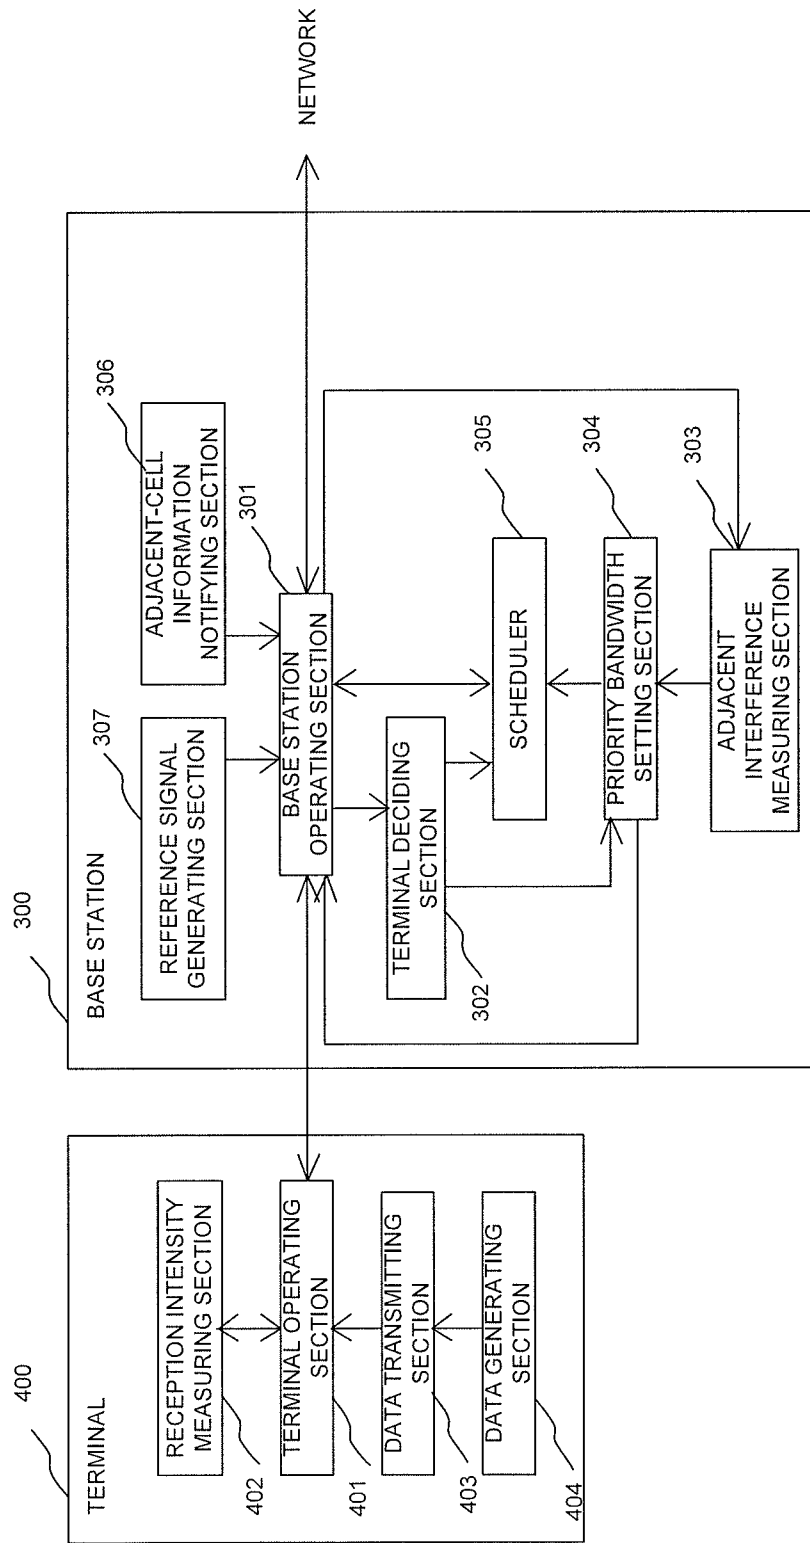 400
TERMINAL
RECEPTION INTENSITY
MEASURING SECTION
402
TERMINAL OPERATING
SECTION
401
DATA TRANSMITTING
SECTION
403
DATA GENERATING
SECTION
404
300
BASE STATION
307
REFERENCE SIGNAL
GENERATING SECTION
306
ADJACENT-CELL
INFORMATION
NOTIFYING SECTION
301
BASE STATION
OPERATING SECTION
NETWORK
TERMINAL DECIDING
SECTION
302
305
SCHEDULER
304
PRIORITY BANDWIDTH
SETTING SECTION
303
ADJACENT
INTERFERENCE
MEASURING SECTION